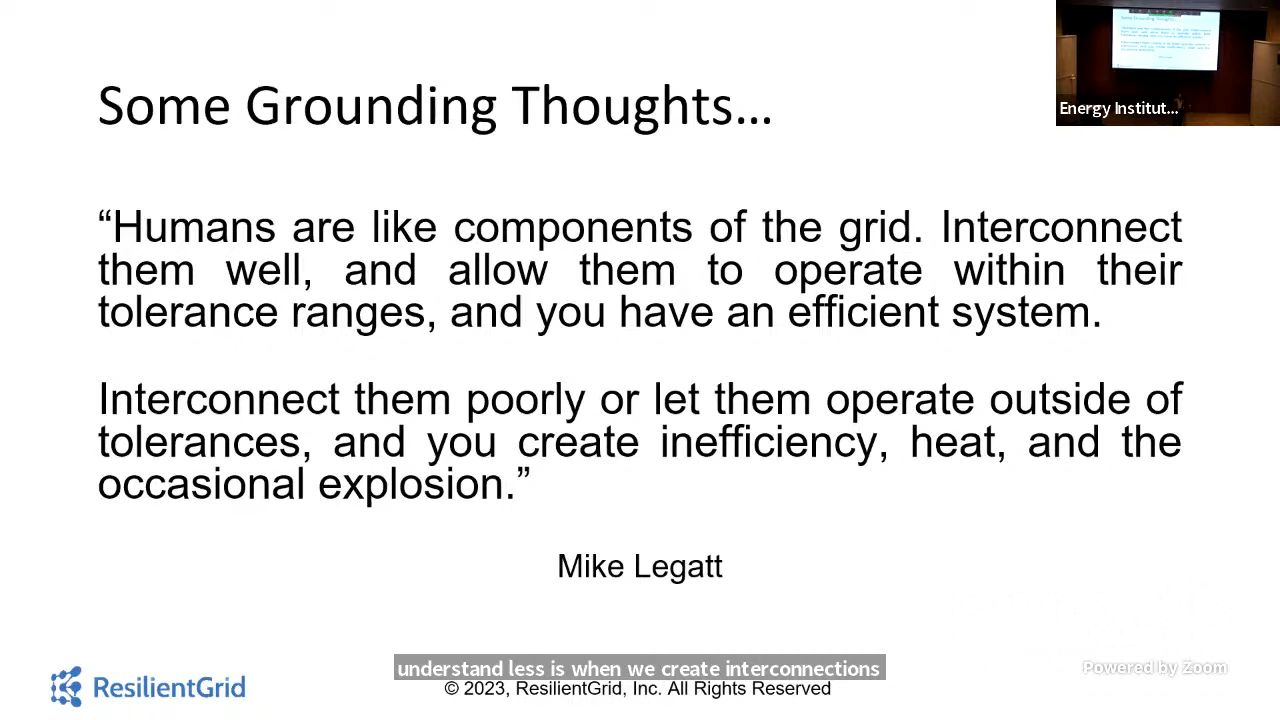 Some Grounding Thoughts…
Energy Institut...
“Humans are like components of the grid. Interconnect
them well, and allow them to operate within their
tolerance ranges, and you have an efficient system.
Interconnect them poorly or let them operate outside of
tolerances, and you create inefficiency, heat, and the
occasional explosion.”
Mike Legatt
understand less is when we create interconnections
ResilientGrid
© 2023, ResilientGrid, Inc. All Rights Reserved
Powered by Zoom